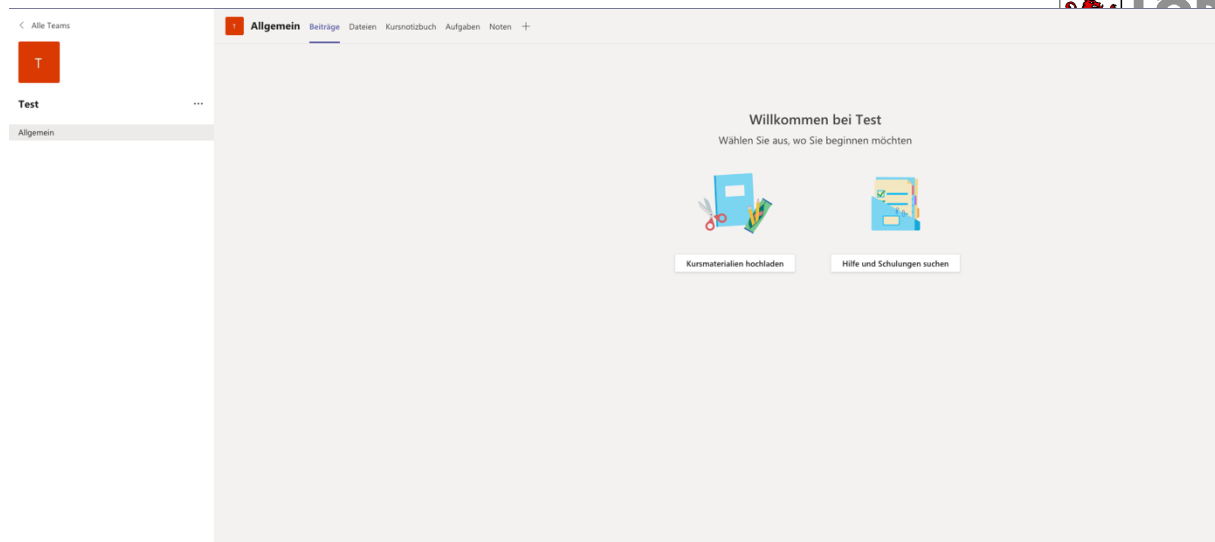 Alle Teams
T
Test
...
Allgemein
T Allgemein Beiträge Dateien Kursnotizbuch Aufgaben Noten +
Willkommen bei Test
Wählen Sie aus, wo Sie beginnen möchten
Kursmaterialien hochladen
Hilfe und Schulungen suchen